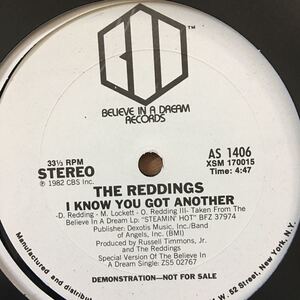 BELIEVE IN A DREAM
RECORDS
33⅓ RPM
STEREO
℗ 1982 CBS Inc.
AS 1406
XSM 170015
Time: 4:47
THE REDDINGS
I KNOW YOU GOT ANOTHER
-D. Redding - M. Lockett - O. Redding III- Taken From The
Believe In A Dream Lp. "STEAMIN' HOT" BFZ 37974
Publisher: Dexotis Music Inc./Band
of Angels, Inc. (BMI)
Produced by Russell Timmons, Jr.
and The Reddings
Special Version Of The Believe In
A Dream Single: ZS5 02767
DEMONSTRATION—NOT FOR SALE
Manufactured and distributed
W. 52 Street, New York, N.Y.